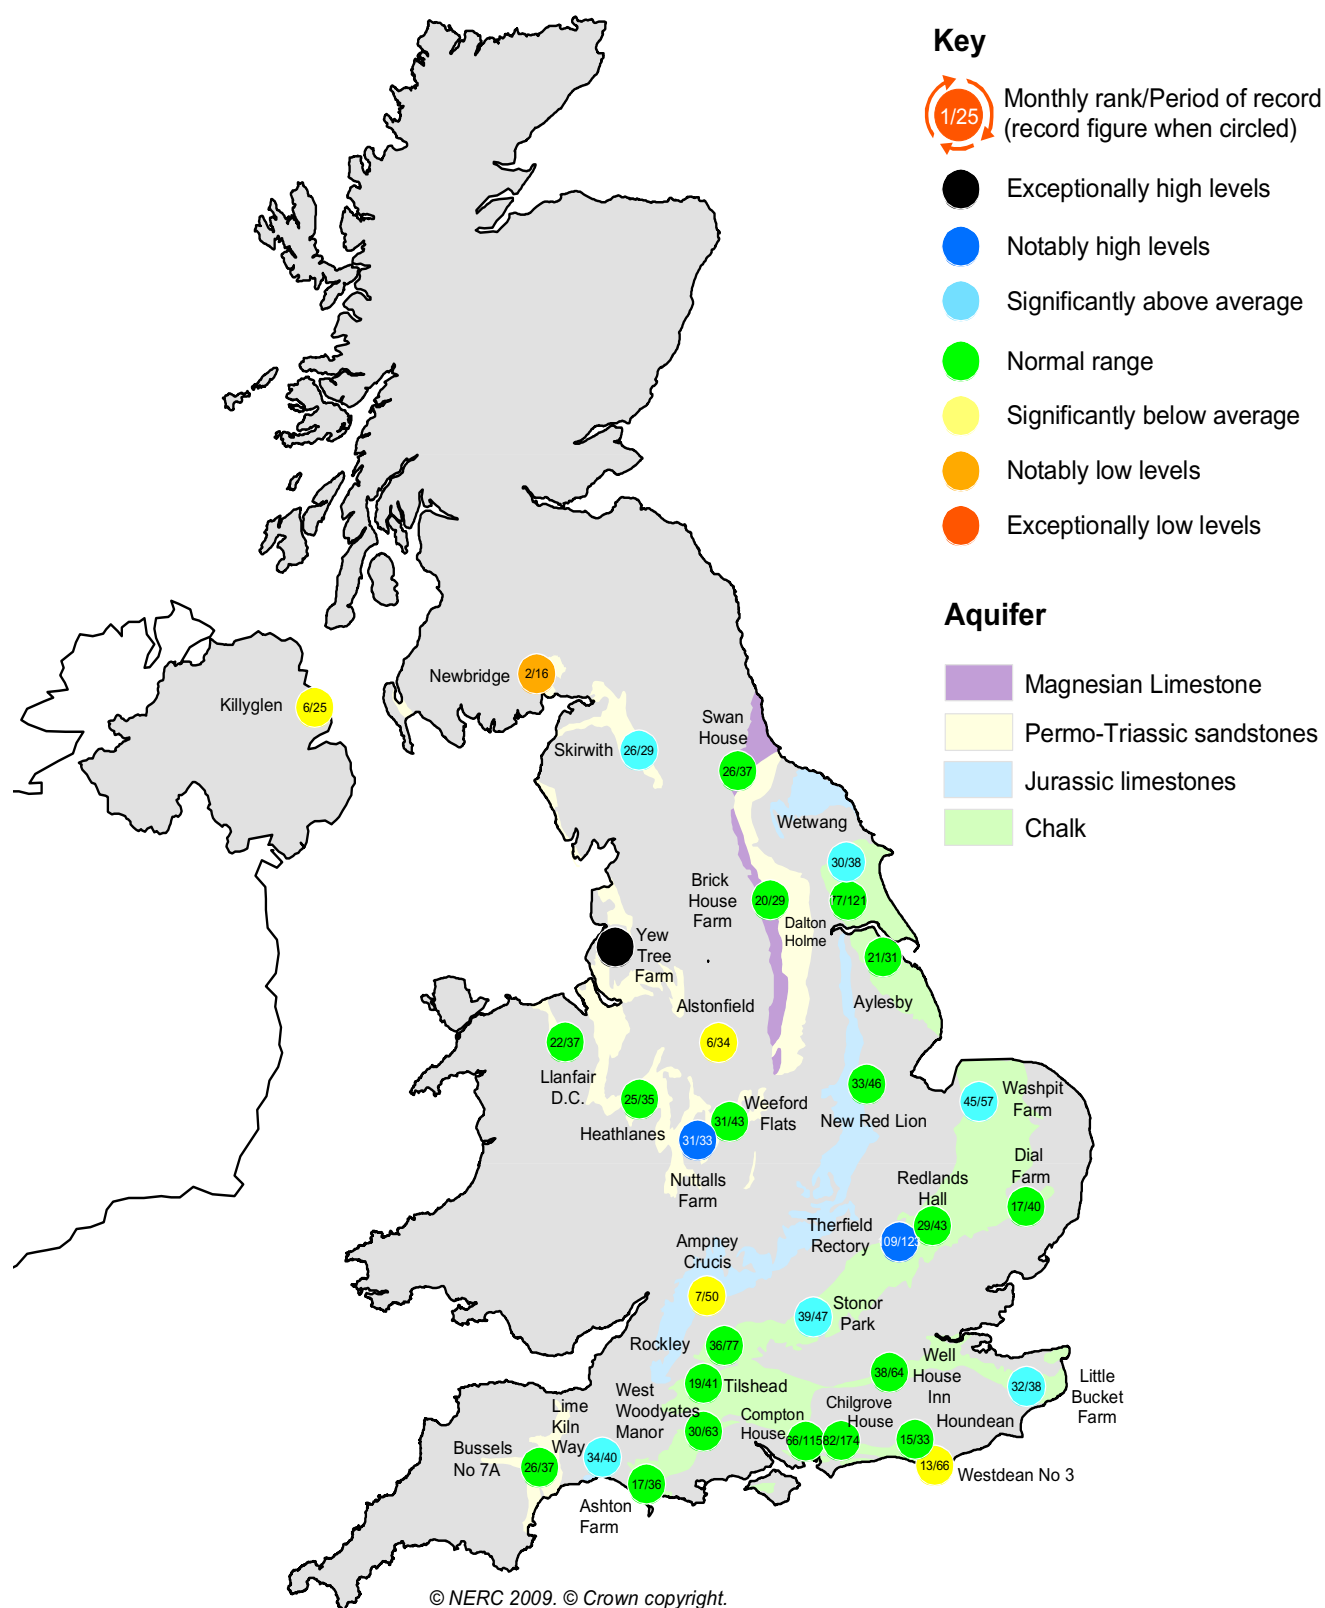 Key
1/25
Monthly rank/Period of record
(record figure when circled)
Exceptionally high levels
Notably high levels
Significantly above average
Normal range
Significantly below average
Notably low levels
Exceptionally low levels
Aquifer
Magnesian Limestone
Permo-Triassic sandstones
Jurassic limestones
Chalk
Newbridge
2/16
Killyglen
6/25
Skirwith
26/29
Swan
House
26/37
Wetwang
30/38
Brick
House
Farm
20/29
77/121
Dalton
Holme
Yew
Tree
Farm
21/31
Aylesby
Alstonfield
6/34
22/37
Llanfair
D.C.
25/35
Heathlanes
33/46
New Red Lion
45/57
Washpit
Farm
Weeford
Flats
31/43
31/33
Nuttalls
Farm
Dial
Farm
17/40
Redlands
Hall
29/43
Therfield
Rectory
109/123
Ampney
Crucis
7/50
39/47
Stonor
Park
Rockley
36/77
19/41
Tilshead
38/64
Well
House
Inn
32/38
Little
Bucket
Farm
West
Woodyates
Manor
30/63
Compton
House
66/115
Chilgrove
House
82/174
15/33
Houndean
13/66
Westdean No 3
Lime
Kiln
Way
34/40
Bussels
No 7A
26/37
17/36
Ashton
Farm
© NERC 2009. © Crown copyright.